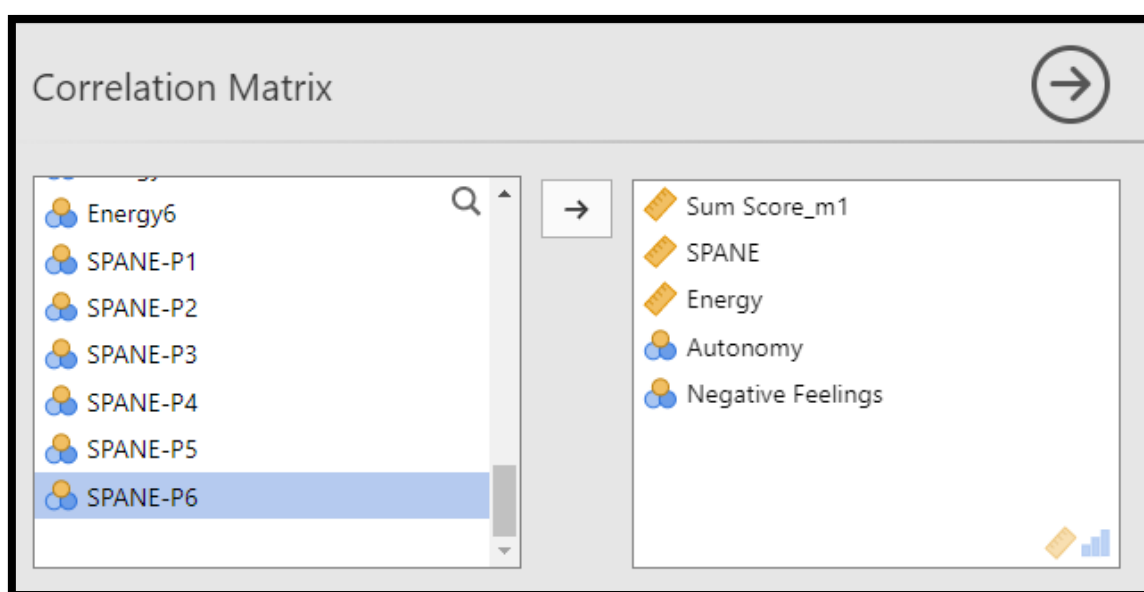 Correlation Matrix
Energy6
SPANE-P1
SPANE-P2
SPANE-P3
SPANE-P4
SPANE-P5
SPANE-P6
Sum Score_m1
SPANE
Energy
Autonomy
Negative Feelings